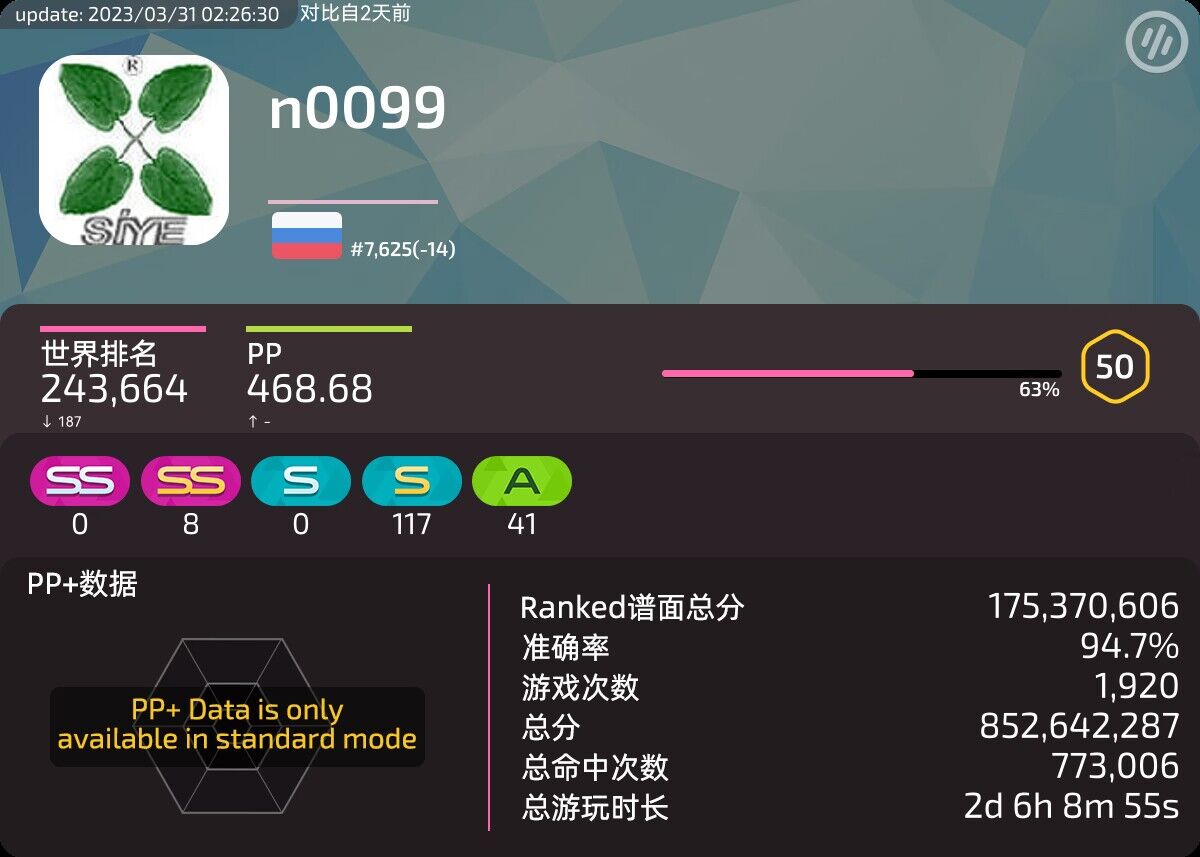 update: 2023/03/31 02:26:30 对比自2天前
®
SIYE
n0099
#7,625(-14)
世界排名
243,664
↓ 187
PP
468.68
↑ -
63%
50
SS SS S S A
0 8 0 117 41
PP+数据
PP+ Data is only
available in standard mode
Ranked谱面总分 175,370,606
准确率 94.7%
游戏次数 1,920
总分 852,642,287
总命中次数 773,006
总游玩时长 2d 6h 8m 55s